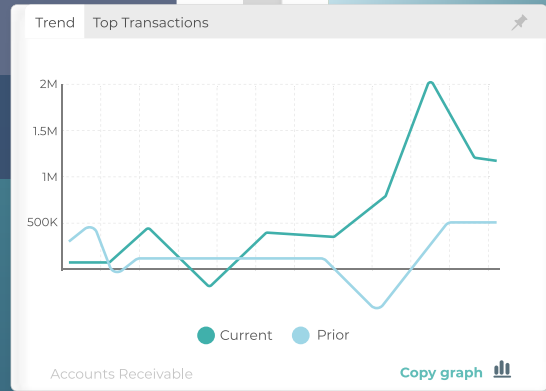 Trend Top Transactions
2M
1.5M
1M
500K
Current Prior
Accounts Receivable Copy graph